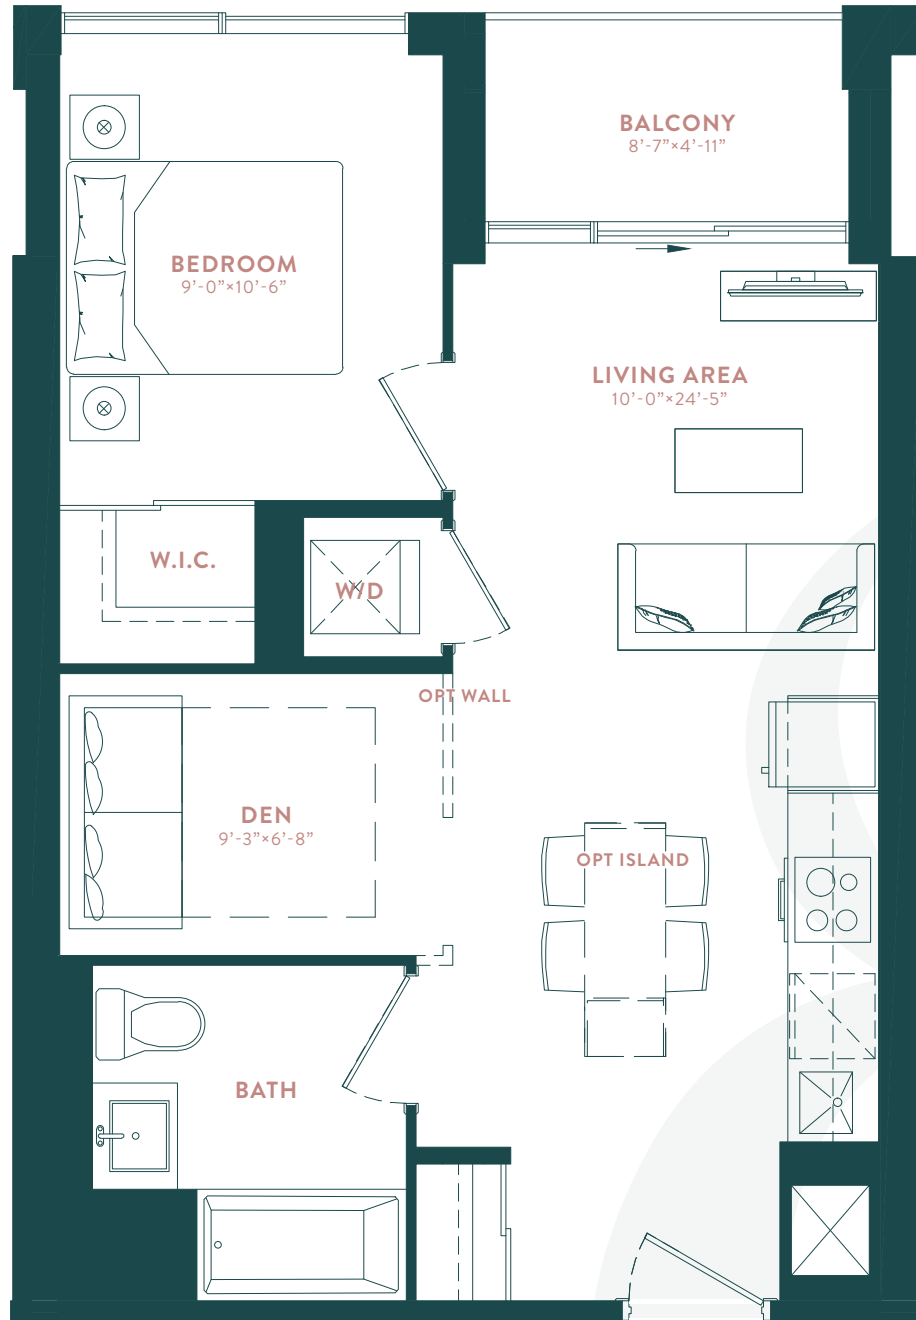 BALCONY
8’-7”×4’-11”
BEDROOM
9’-0”×10’-6”
LIVING AREA
10’-0”×24’-5”
W.I.C.
W/D
OPT WALL
DEN
9’-3”×6’-8”
OPT ISLAND
BATH